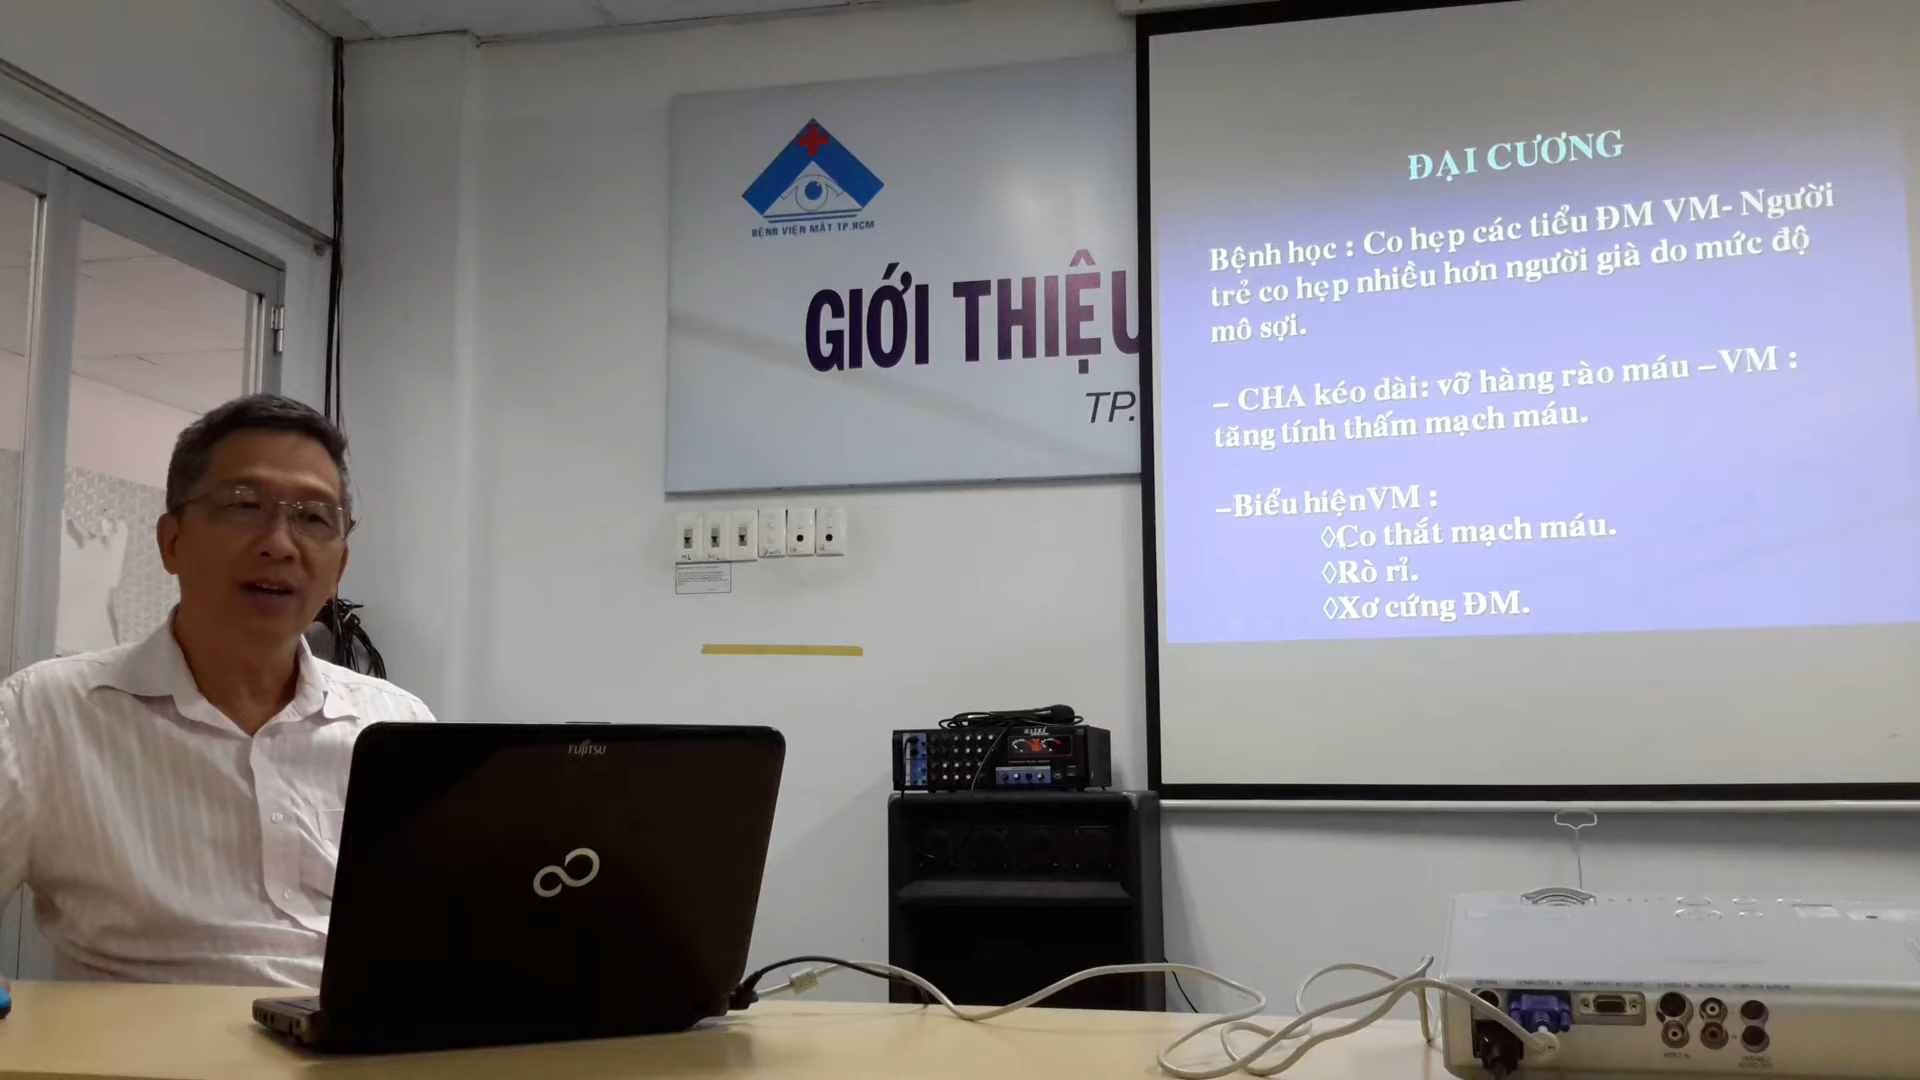 BỆNH VIỆN MẮT TP.HCM
GIỚI THIỆU
TP.
ĐẠI CƯƠNG
Bệnh học : Co hẹp các tiểu ĐM VM- Người
trẻ co hẹp nhiều hơn người già do mức độ
mô sợi.
– CHA kéo dài: vỡ hàng rào máu –VM :
tăng tính thấm mạch máu.
–Biểu hiệnVM :
◊Co thắt mạch máu.
◊Rò rỉ.
◊Xơ cứng ĐM.
FUJITSU